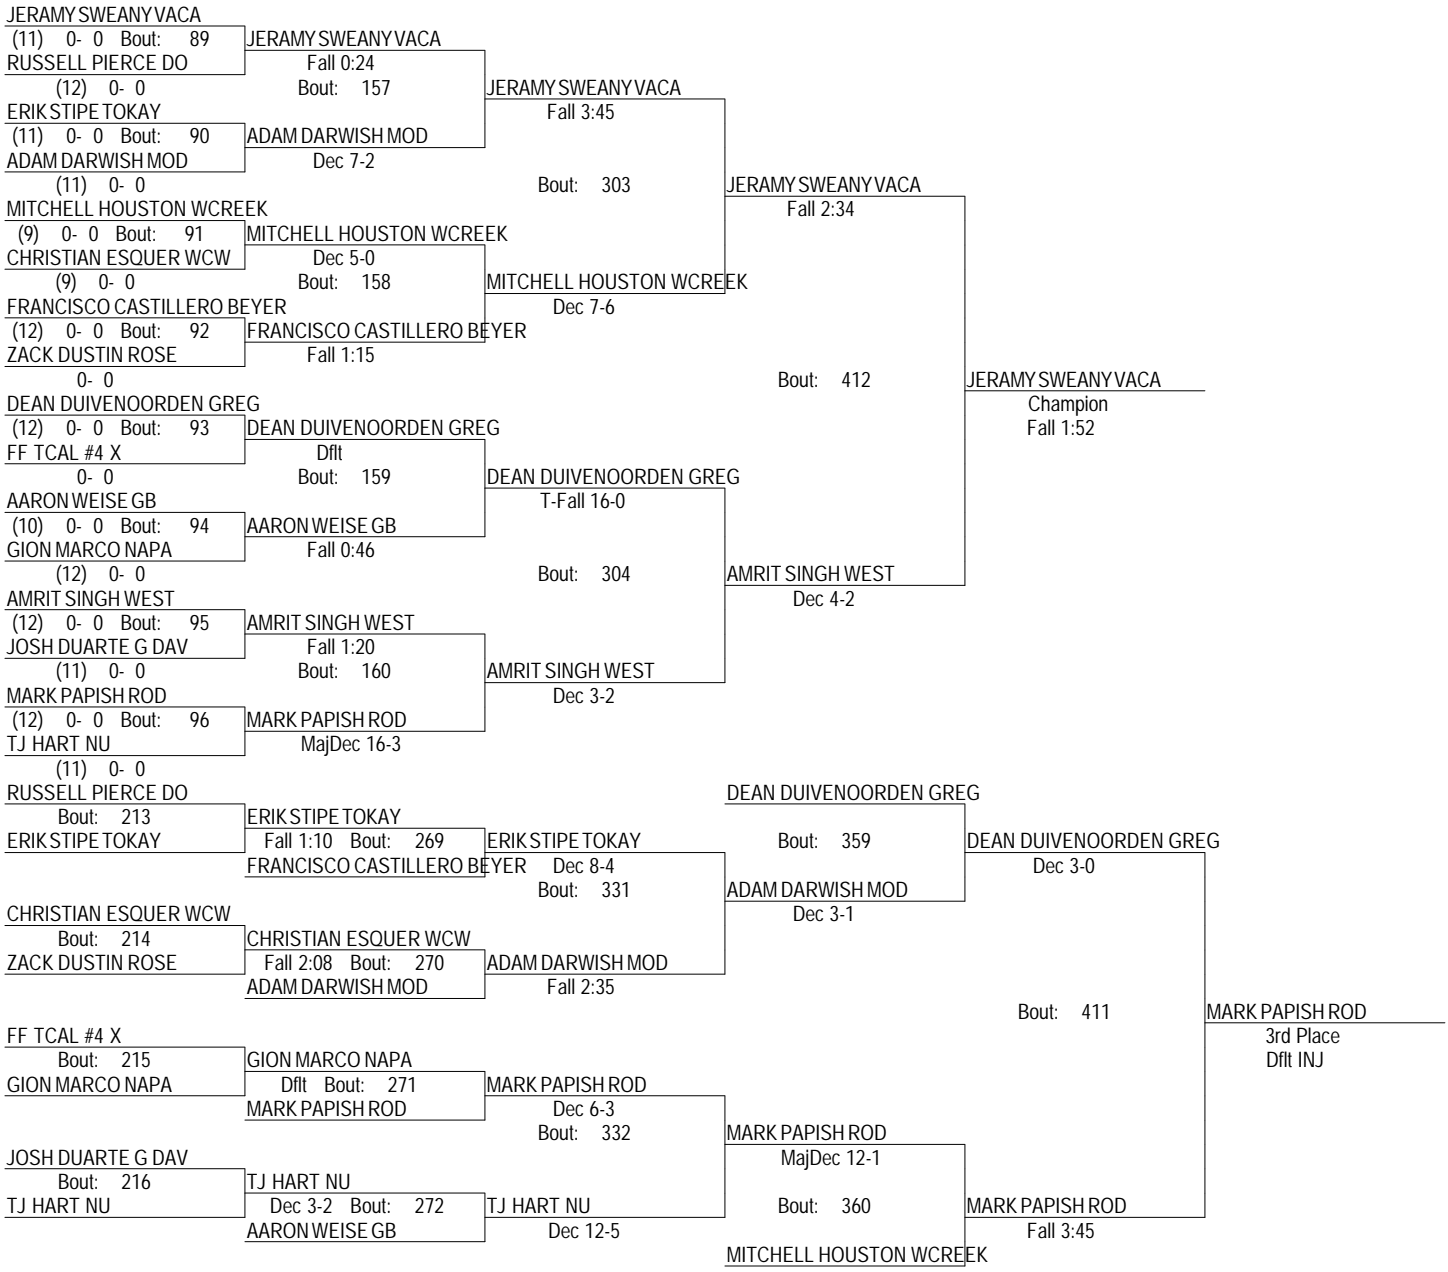 JERAMY SWEANY VACA
(11) 0- 0 Bout: 89 JERAMY SWEANY VACA
RUSSELL PIERCE DO Fall 0:24
(12) 0- 0 Bout: 157 JERAMY SWEANY VACA
ERIK STIPE TOKAY Fall 3:45
(11) 0- 0 Bout: 90 ADAM DARWISH MOD
ADAM DARWISH MOD Dec 7-2
(11) 0- 0 Bout: 303 JERAMY SWEANY VACA
MITCHELL HOUSTON WCREEK Fall 2:34
(9) 0- 0 Bout: 91 MITCHELL HOUSTON WCREEK
CHRISTIAN ESQUER WCW Dec 5-0
(9) 0- 0 Bout: 158 MITCHELL HOUSTON WCREEK
FRANCISCO CASTILLERO BEYER Dec 7-6
(12) 0- 0 Bout: 92 FRANCISCO CASTILLERO BEYER
ZACK DUSTIN ROSE Fall 1:15
0- 0 Bout: 412 JERAMY SWEANY VACA
DEAN DUIVENOORDEN GREG Champion
(12) 0- 0 Bout: 93 DEAN DUIVENOORDEN GREG Fall 1:52
FF TCAL #4 X Dflt
0- 0 Bout: 159 DEAN DUIVENOORDEN GREG
AARON WEISE GB T-Fall 16-0
(10) 0- 0 Bout: 94 AARON WEISE GB
GION MARCO NAPA Fall 0:46
(12) 0- 0 Bout: 304 AMRIT SINGH WEST
AMRIT SINGH WEST Dec 4-2
(12) 0- 0 Bout: 95 AMRIT SINGH WEST
JOSH DUARTE G DAV Fall 1:20
(11) 0- 0 Bout: 160 AMRIT SINGH WEST
MARK PAPISH ROD Dec 3-2
(12) 0- 0 Bout: 96 MARK PAPISH ROD
TJ HART NU MajDec 16-3
(11) 0- 0
RUSSELL PIERCE DO DEAN DUIVENOORDEN GREG
Bout: 213 ERIK STIPE TOKAY
ERIK STIPE TOKAY Fall 1:10 Bout: 269 ERIK STIPE TOKAY Bout: 359 DEAN DUIVENOORDEN GREG
FRANCISCO CASTILLERO BEYER Dec 8-4 Dec 3-0
Bout: 331 ADAM DARWISH MOD
CHRISTIAN ESQUER WCW Dec 3-1
Bout: 214 CHRISTIAN ESQUER WCW
ZACK DUSTIN ROSE Fall 2:08 Bout: 270 ADAM DARWISH MOD
ADAM DARWISH MOD Fall 2:35
Bout: 411 MARK PAPISH ROD
FF TCAL #4 X 3rd Place
Bout: 215 GION MARCO NAPA Dflt INJ
GION MARCO NAPA Dflt Bout: 271 MARK PAPISH ROD
MARK PAPISH ROD Dec 6-3
Bout: 332 MARK PAPISH ROD
JOSH DUARTE G DAV MajDec 12-1
Bout: 216 TJ HART NU
TJ HART NU Dec 3-2 Bout: 272 TJ HART NU Bout: 360 MARK PAPISH ROD
AARON WEISE GB Dec 12-5 Fall 3:45
MITCHELL HOUSTON WCREEK